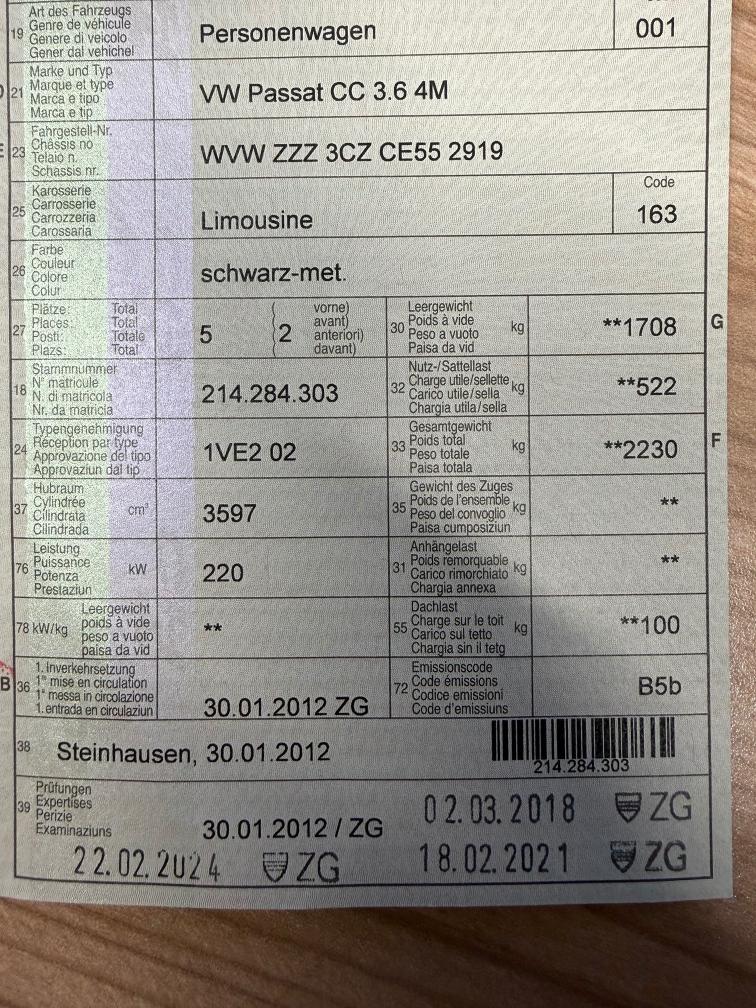 19 Art des Fahrzeugs
Genre de véhicule
Genere di veicolo
Gener dal vehichel
Personenwagen
001
21 Marke und Typ
Marque et type
Marca e tipo
Marca e tip
VW Passat CC 3.6 4M
E 23 Fahrgestell-Nr.
Châssis no
Telaio n.
Schassis nr.
WVW ZZZ 3CZ CE55 2919
25 Karosserie
Carrosserie
Carrozzeria
Carossaria
Limousine
Code
163
26 Farbe
Couleur
Colore
Colur
schwarz-met.
27 Plätze: Total
Places: Total
Posti: Totale
Plazs: Total
5 ( 2 vorne)
avant)
anteriori)
davant)
30 Leergewicht
Poids à vide
Peso a vuoto
Paisa da vid
kg
**1708
G
18 Stammnummer
N° matricule
N. di matricola
Nr. da matricla
214.284.303
32 Nutz-/Sattellast
Charge utile/sellette
Carico utile/sella
Chargia utila/sella
kg
**522
24 Typengenehmigung
Réception par type
Approvazione del tipo
Approvaziun dal tip
1VE2 02
33 Gesamtgewicht
Poids total
Peso totale
Paisa totala
kg
**2230
F
37 Hubraum
Cylindrée
Cilindrata
Cilindrada
cm³
3597
35 Gewicht des Zuges
Poids de l'ensemble
Peso del convoglio
Paisa cumposiziun
kg
**
76 Leistung
Puissance
Potenza
Prestaziun
kW
220
31 Anhängelast
Poids remorquable
Carico rimorchiato
Chargia annexa
kg
**
78 kW/kg Leergewicht
poids à vide
peso a vuoto
paisa da vid
**
55 Dachlast
Charge sur le toit
Carico sul tetto
Chargia sin il tetg
kg
**100
B 36 1. Inverkehrsetzung
1re mise en circulation
1a messa in circolazione
1. entrada en circulaziun
30.01.2012 ZG
72 Emissionscode
Code émissions
Codice emissioni
Code d'emissiuns
B5b
38 Steinhausen, 30.01.2012
214.284.303
39 Prüfungen
Expertises
Perizie
Examinaziuns
30.01.2012 / ZG
02.03.2018 ZG
22.02.2024 ZG
18.02.2021 ZG